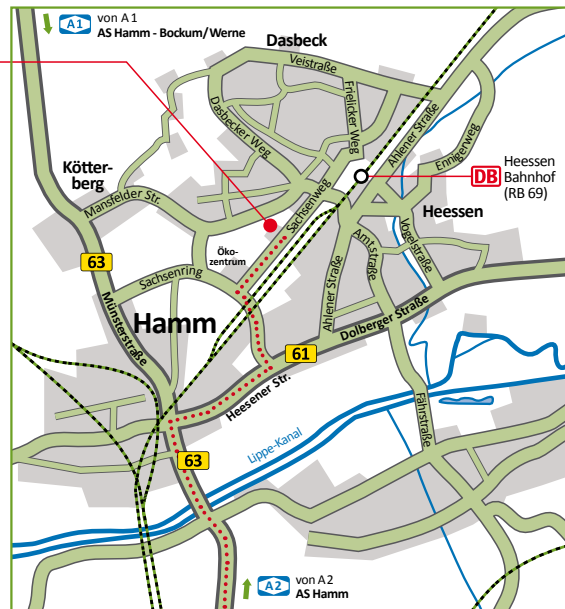 A1
von A1
AS Hamm - Bockum/Werne
Dasbeck
Veistraße
Dasbecker Weg
Frielicker Weg
Ahlener Straße
Ennigerweg
DB
Heessen
Bahnhof
(RB 69)
Kötter-
berg
Mansfelder Str.
Sachsenweg
Heessen
Öko-
zentrum
Amtstraße
Vogelstraße
63
Sachsenring
Ahlener Straße
Münsterstraße
Hamm
Dolberger Straße
61
Heesener Str.
Fährstraße
Lippe-Kanal
63
A2
von A2
AS Hamm